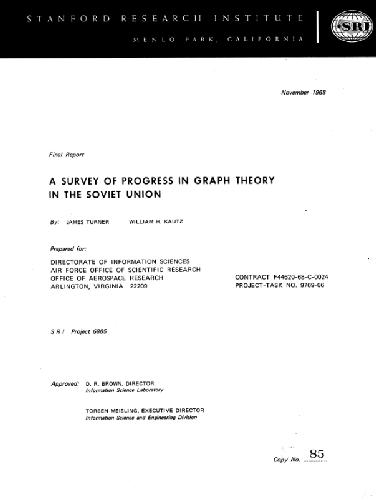 STANFORD RESEARCH INSTITUTE
MENLO PARK, CALIFORNIA
SRI
November 1968
Final Report
A SURVEY OF PROGRESS IN GRAPH THEORY
IN THE SOVIET UNION
By: JAMES TURNER WILLIAM H. KAUTZ
Prepared for:
DIRECTORATE OF INFORMATION SCIENCES
AIR FORCE OFFICE OF SCIENTIFIC RESEARCH
OFFICE OF AEROSPACE RESEARCH
ARLINGTON, VIRGINIA 22209
CONTRACT F44620-68-C-0024
PROJECT-TASK NO. 9769-06
SRI Project
Approved: D. R. BROWN, DIRECTOR
Information Science Laboratory
TORBEN MEISLING, EXECUTIVE DIRECTOR
Information Science and Engineering Division
Copy No. 85